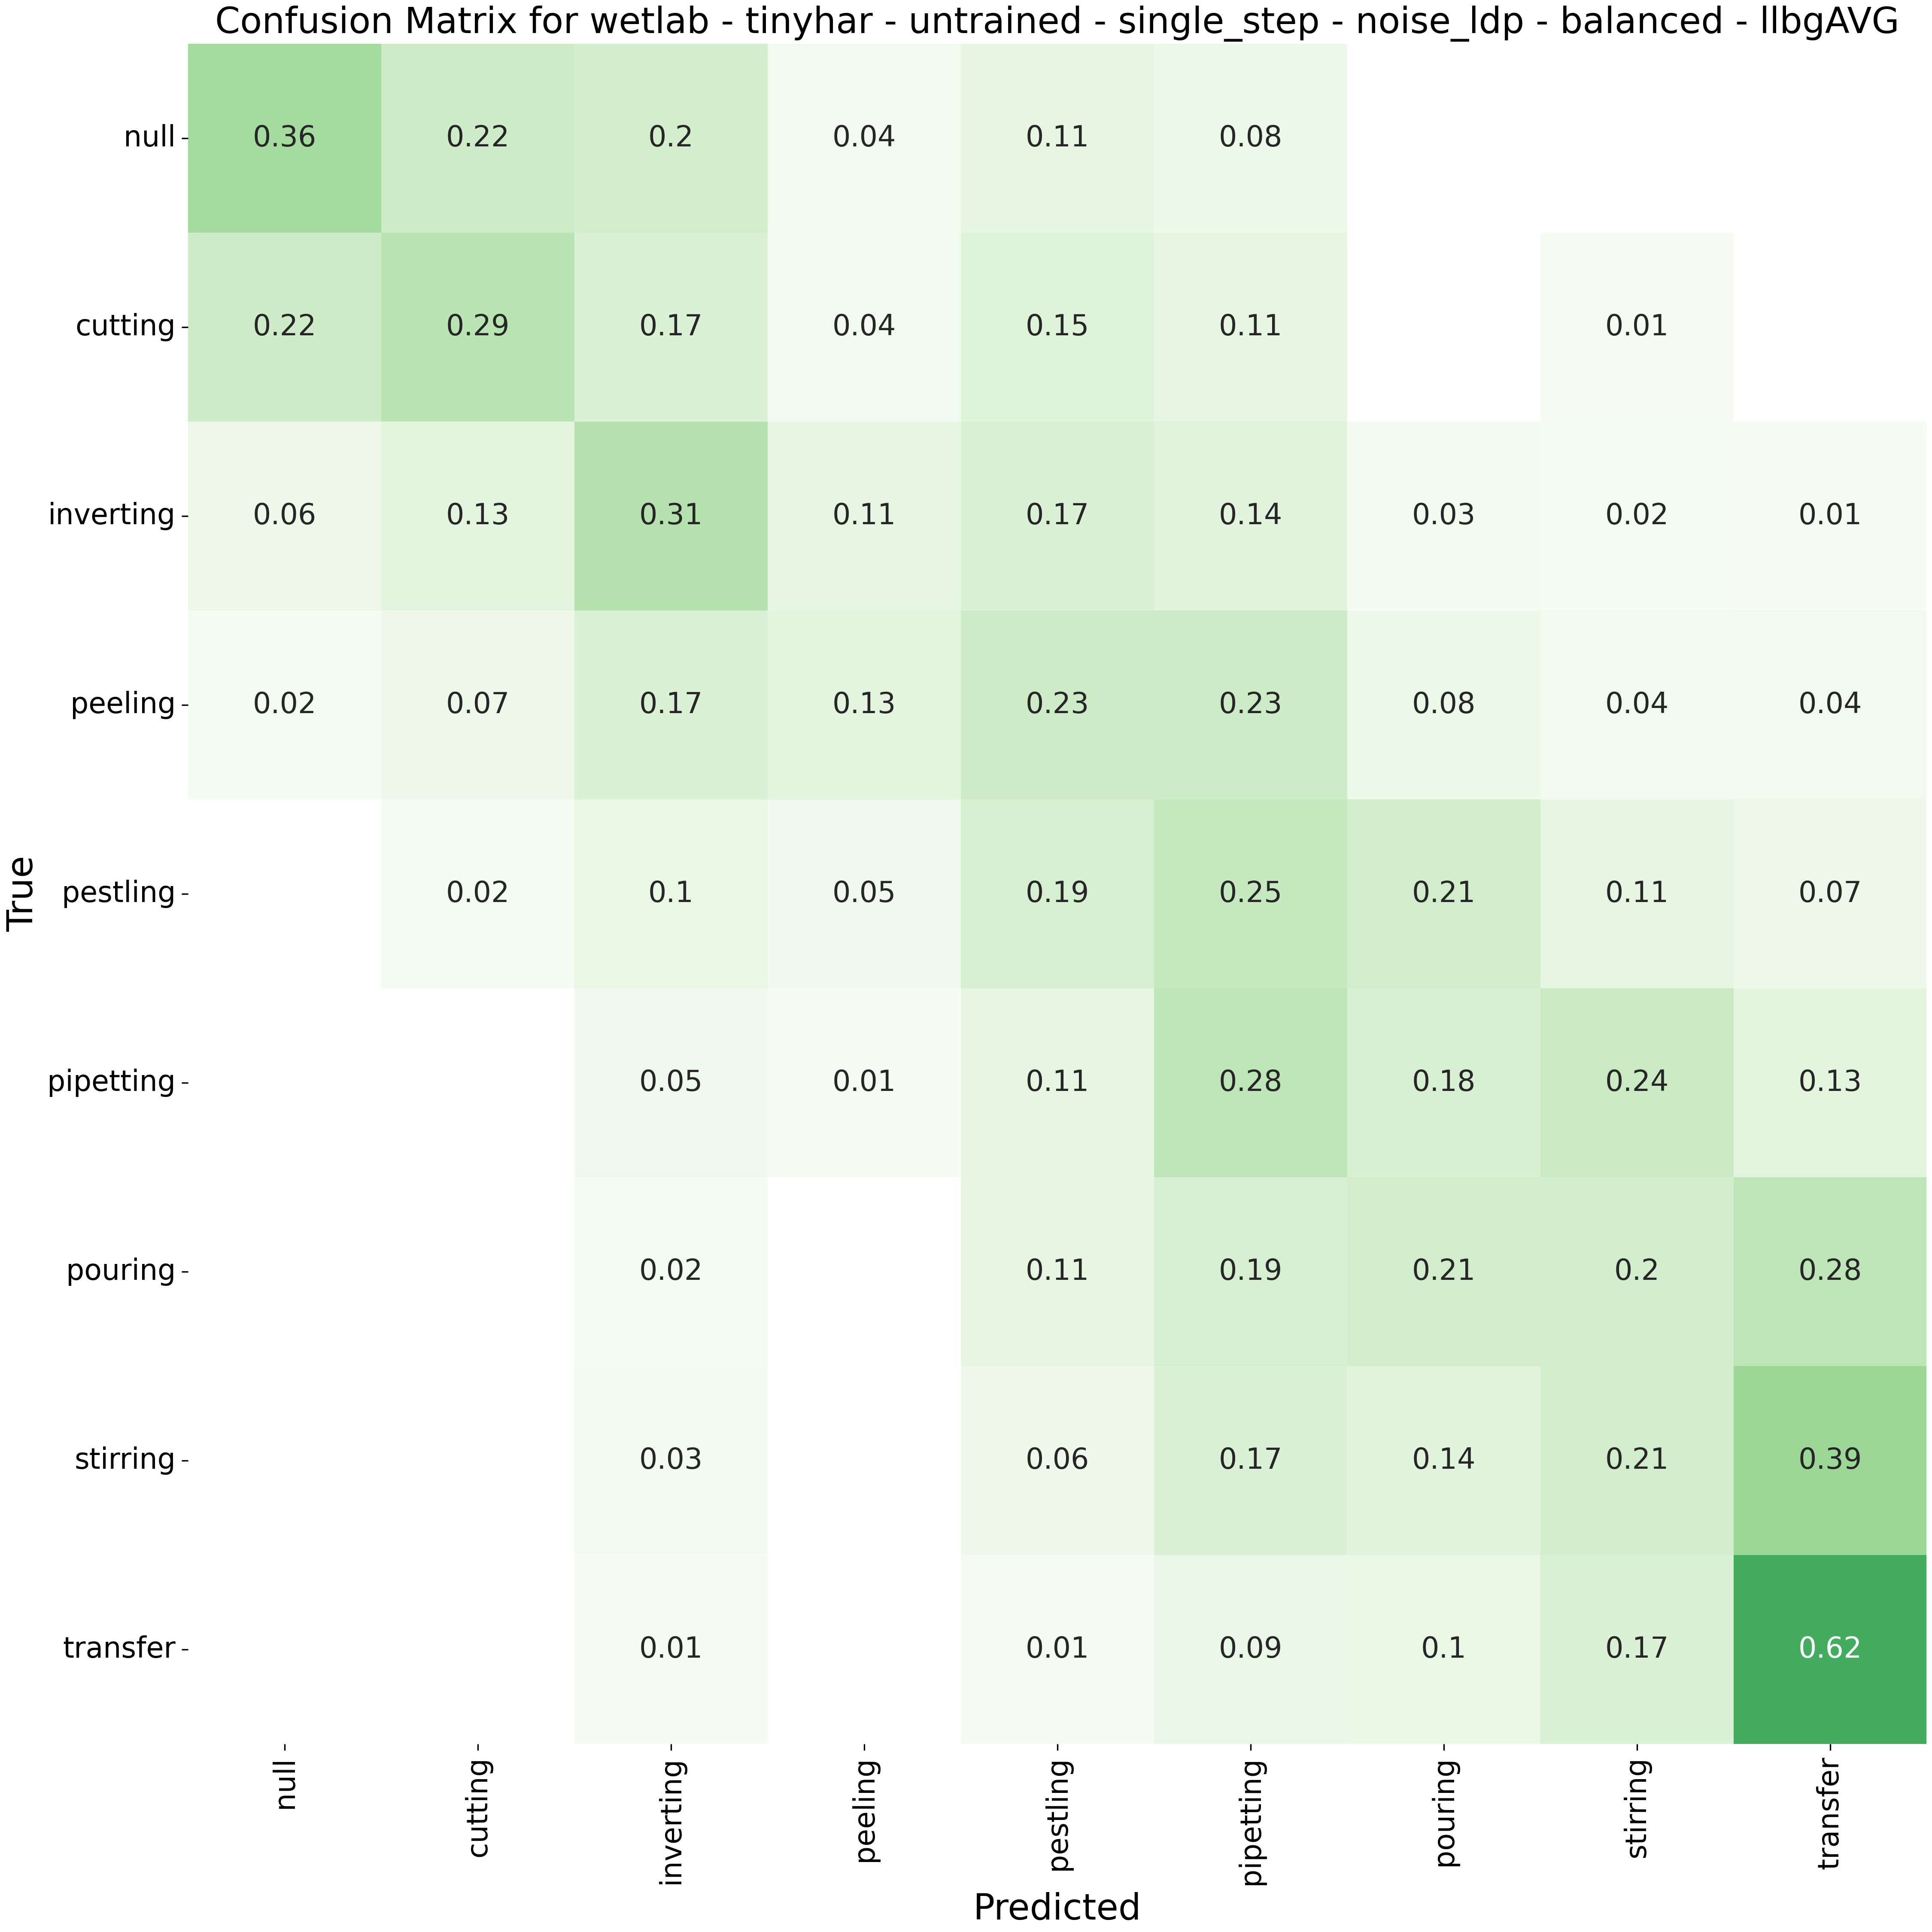 Confusion Matrix for wetlab - tinyhar - untrained - single_step - noise_ldp - balanced - llbgAVG
null 0.36 0.22 0.2 0.04 0.11 0.08
cutting 0.22 0.29 0.17 0.04 0.15 0.11 0.01
inverting 0.06 0.13 0.31 0.11 0.17 0.14 0.03 0.02 0.01
peeling 0.02 0.07 0.17 0.13 0.23 0.23 0.08 0.04 0.04
pestling 0.02 0.1 0.05 0.19 0.25 0.21 0.11 0.07
pipetting 0.05 0.01 0.11 0.28 0.18 0.24 0.13
pouring 0.02 0.11 0.19 0.21 0.2 0.28
stirring 0.03 0.06 0.17 0.14 0.21 0.39
transfer 0.01 0.01 0.09 0.1 0.17 0.62
True
null cutting inverting peeling pestling pipetting pouring stirring transfer
Predicted